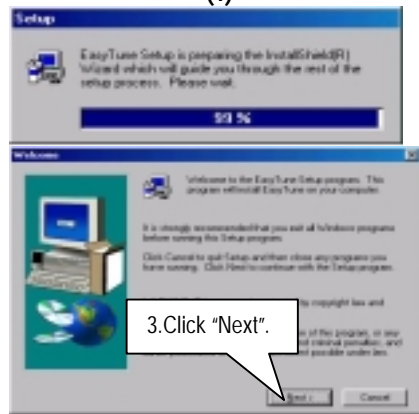 Setup
EasyTune Setup is preparing the InstallShield(R)
Wizard which will guide you through the rest of the
setup process. Please wait.
99 %
Welcome
Welcome to the EasyTune Setup program. This
program will install EasyTune on your computer.
It is strongly recommended that you exit all Windows programs
before running this Setup program.
Click Cancel to quit Setup and then close any programs you
have running. Click Next to continue with the Setup program.
by copyright law and
3.Click “Next”.
of this program, or any
and criminal penalties, and
possible under law.
Next >
Cancel